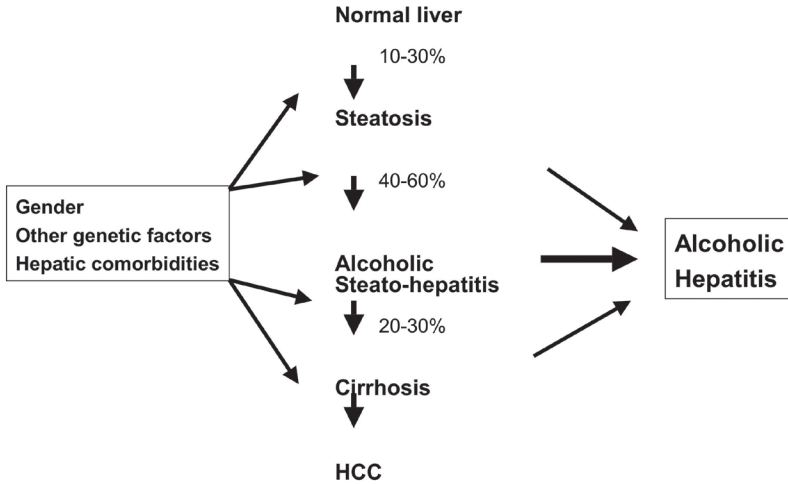 Normal liver
10-30%
Steatosis
40-60%
Gender
Other genetic factors
Hepatic comorbidities
Alcoholic
Steato-hepatitis
20-30%
Cirrhosis
HCC
Alcoholic
Hepatitis